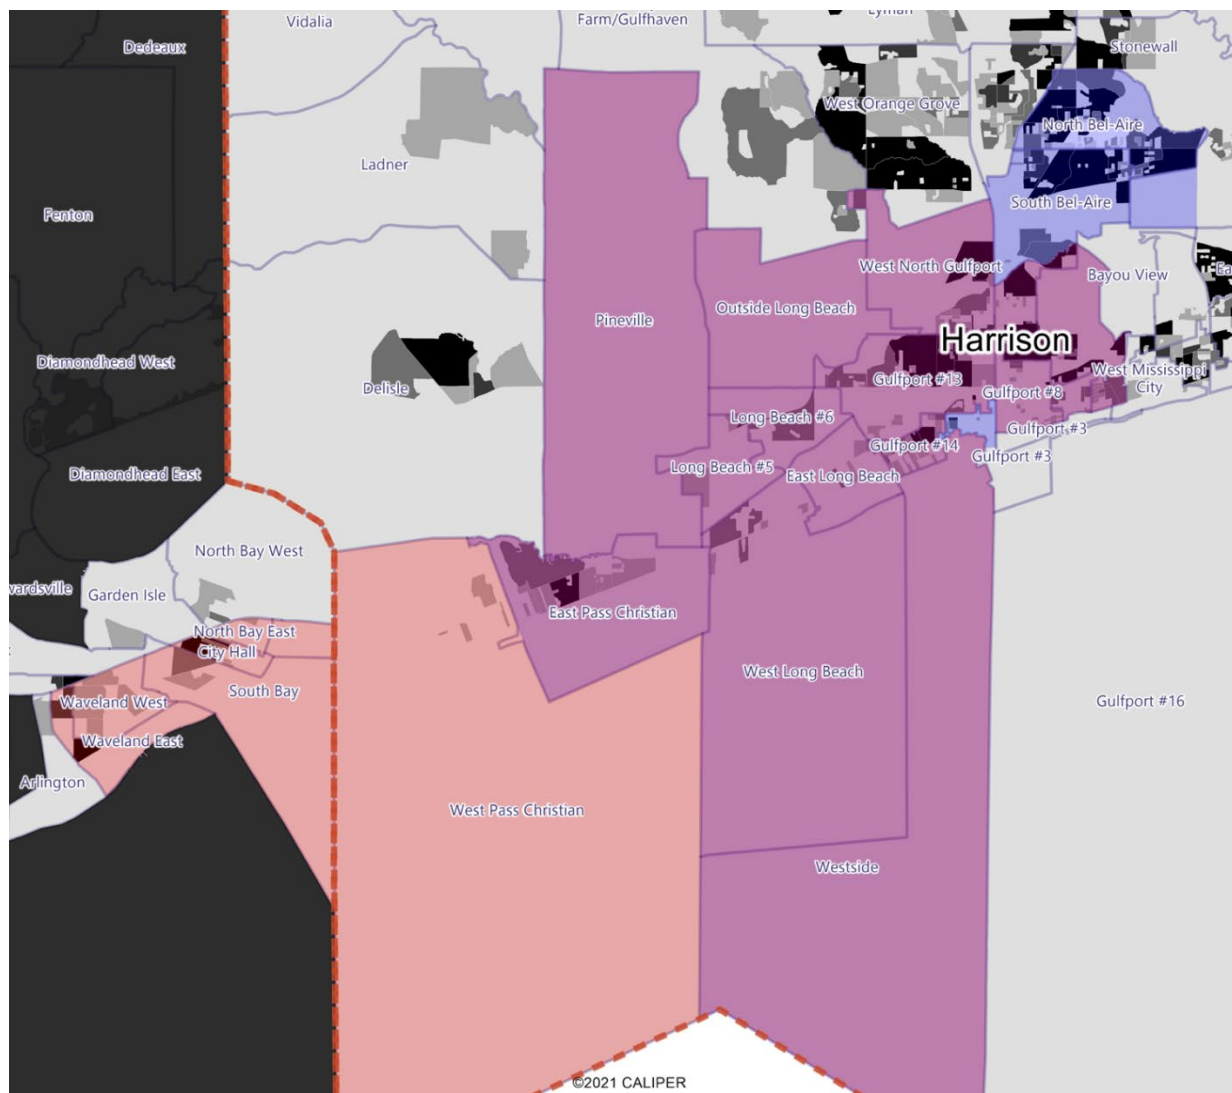 Vidalia
Farm/Gulfhaven
Lyman
Dedeaux
Stonewall
West Orange Grove
North Bel-Aire
Ladner
Fenton
South Bel-Aire
West North Gulfport
Bayou View
Ea
Outside Long Beach
Pineville
Harrison
Diamondhead West
West Mississippi
City
Delisle
Gulfport #13
Gulfport #8
Long Beach #6
Gulfport #3
Gulfport #14
Gulfport #3
Long Beach #5
East Long Beach
Diamondhead East
North Bay West
wardsville
Garden Isle
East Pass Christian
North Bay East
City Hall
West Long Beach
South Bay
Waveland West
Gulfport #16
Waveland East
Arlington
West Pass Christian
Westside
©2021 CALIPER